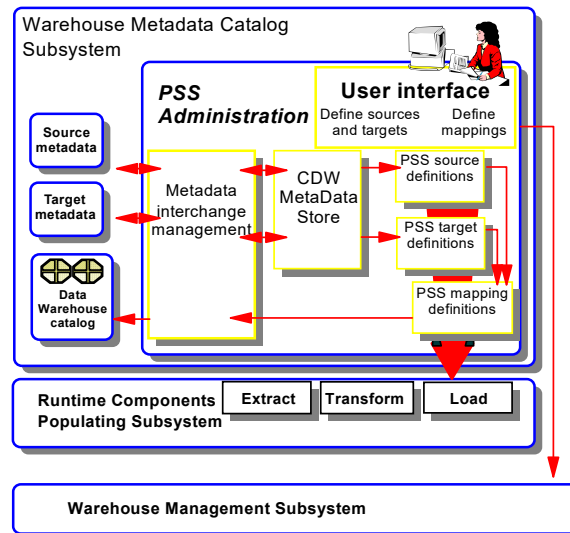 Warehouse Metadata Catalog
Subsystem
PSS
Administration
User interface
Define sources
and targets
Define
mappings
Source
metadata
Target
metadata
Data
Warehouse
catalog
Metadata
interchange
management
CDW
MetaData
Store
PSS source
definitions
PSS target
definitions
PSS mapping
definitions
Runtime Components
Populating Subsystem
Extract
Transform
Load
Warehouse Management Subsystem